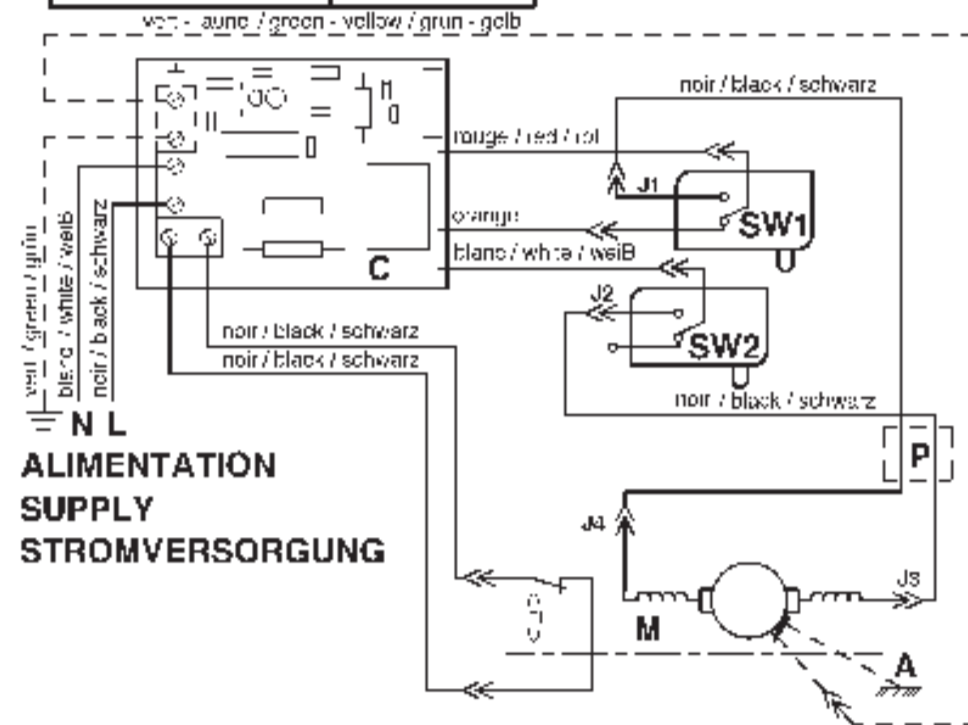 vert - jaune / green - yellow / grün - gelb
noir / black / schwarz
rouge / red / rot
J1
SW1
orange
C
blanc / white / weiß
J2
SW2
noir / black / schwarz
noir / black / schwarz
noir / black / schwarz
vert / green / grün
blanc / white / weiß
noir / black / schwarz
N L
P
ALIMENTATION
SUPPLY
STROMVERSORGUNG
J4
J3
M
A